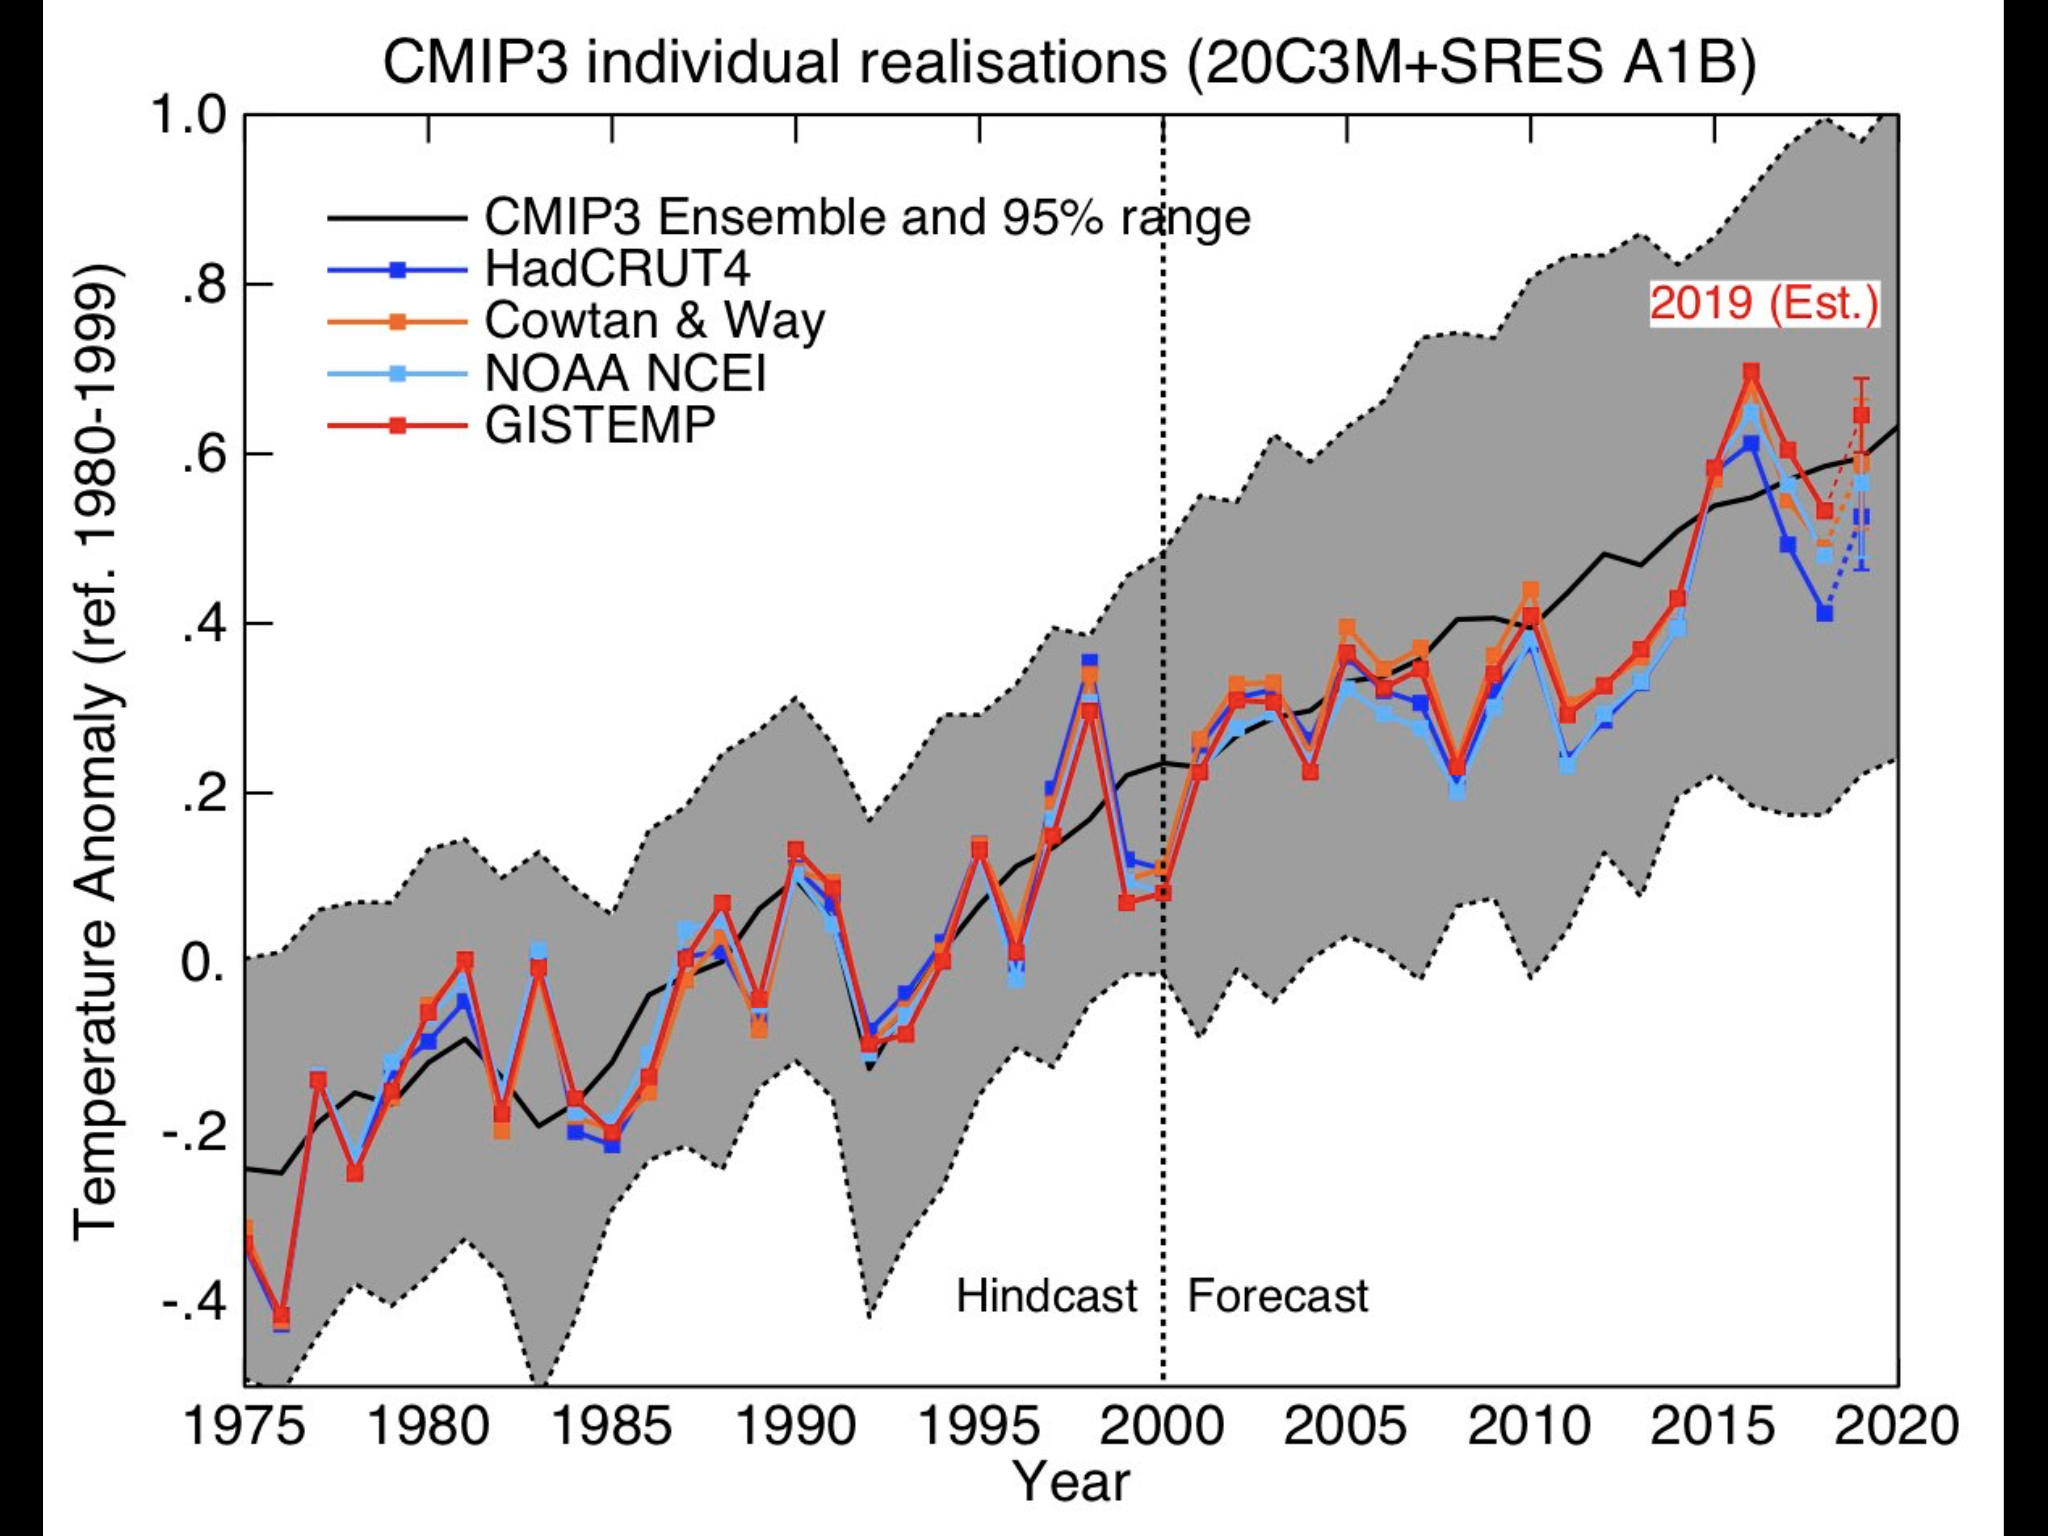 CMIP3 individual realisations (20C3M+SRES A1B)
1.0
.8
.6
.4
.2
0.
-.2
-.4
Temperature Anomaly (ref. 1980-1999)
CMIP3 Ensemble and 95% range
HadCRUT4
Cowtan & Way
NOAA NCEI
GISTEMP
2019 (Est.)
Hindcast
Forecast
1975 1980 1985 1990 1995 2000 2005 2010 2015 2020
Year